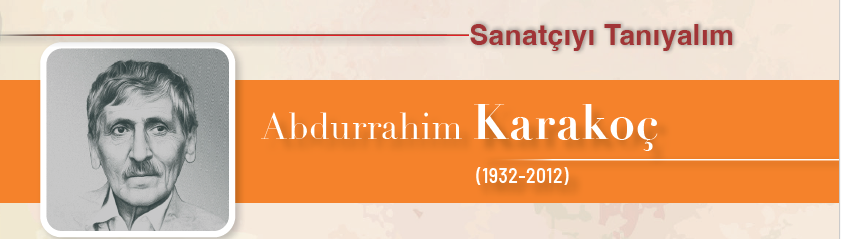 Sanatçıyı Tanıyalım
Abdurrahim Karakoç
(1932-2012)